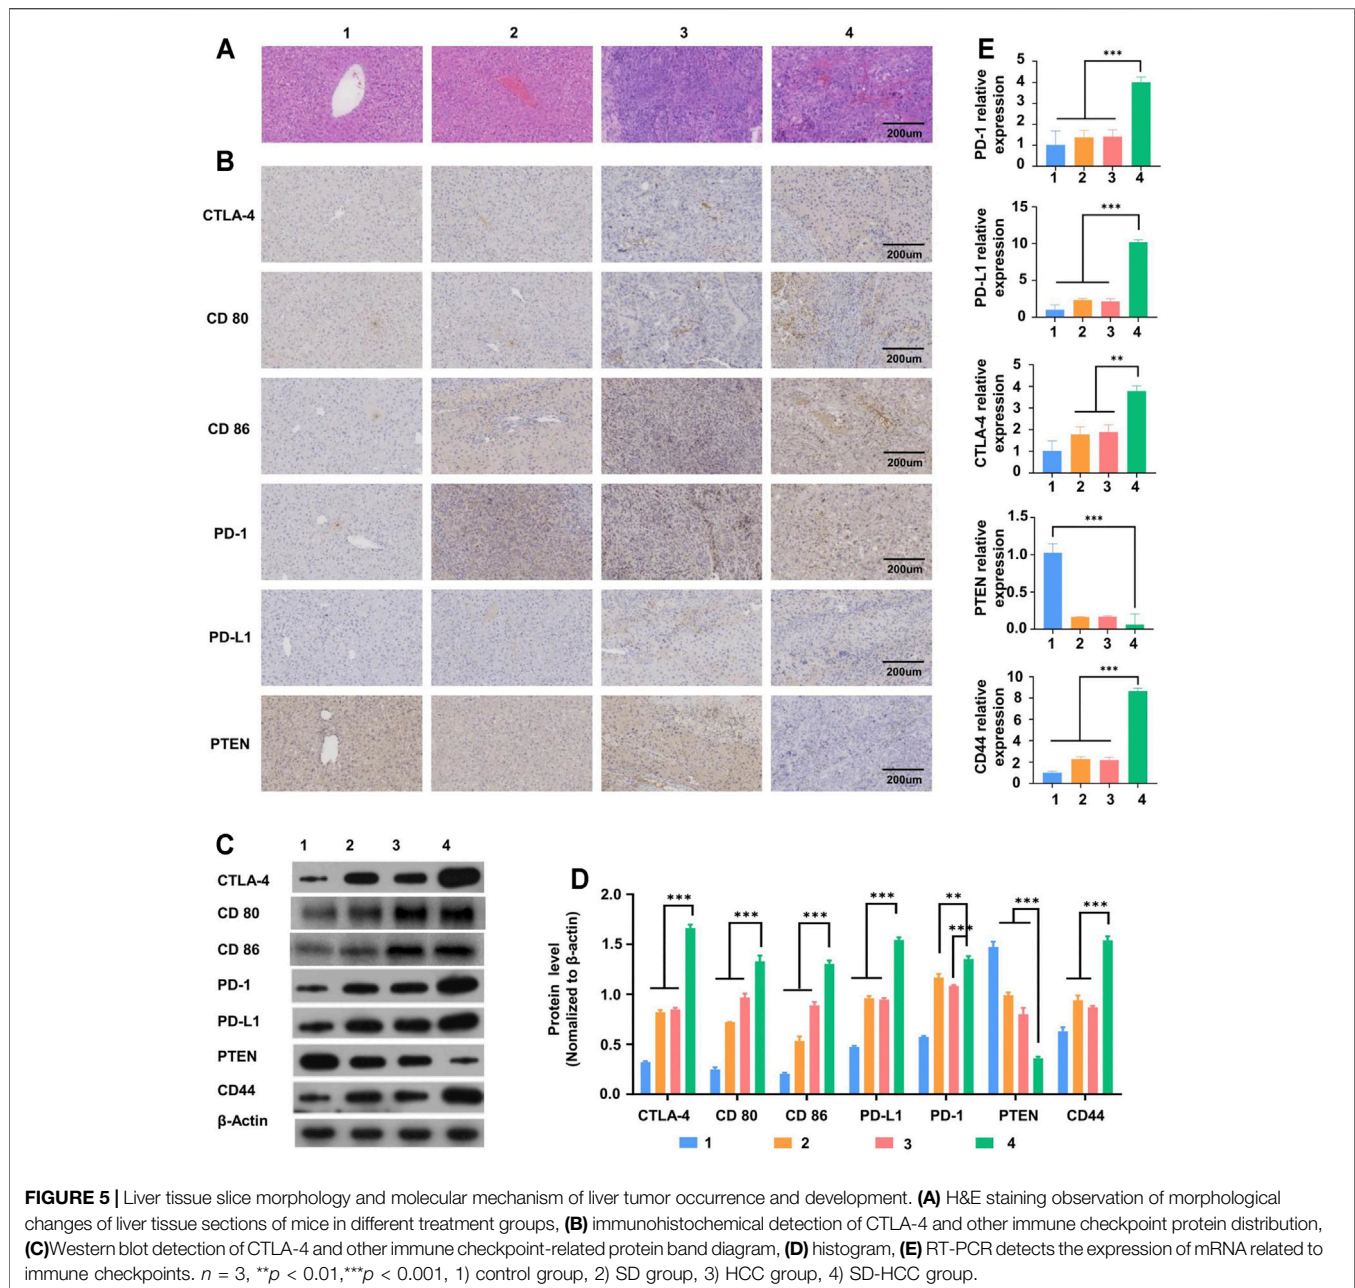 A
1 2 3 4
200um
B
CTLA-4
200um
CD 80
200um
CD 86
200um
PD-1
200um
PD-L1
200um
PTEN
200um
E
PD-1 relative
expression
5
4
3
2
1
0
***
1 2 3 4
PD-L1 relative
expression
15
10
5
0
***
1 2 3 4
CTLA-4 relative
expression
5
4
3
2
1
0
**
1 2 3 4
PTEN relative
expression
1.5
1.0
0.5
0.0
***
1 2 3 4
CD44 relative
expression
10
8
6
4
2
0
***
1 2 3 4
C
1 2 3 4
CTLA-4
CD 80
CD 86
PD-1
PD-L1
PTEN
CD44
β-Actin
D
Protein level
(Nomalized to β-actin)
2.0
1.5
1.0
0.5
0.0
*** *** *** *** ** *** *** ***
CTLA-4 CD 80 CD 86 PD-L1 PD-1 PTEN CD44
1 2 3 4
FIGURE 5 | Liver tissue slice morphology and molecular mechanism of liver tumor occurrence and development. (A) H&E staining observation of morphological
changes of liver tissue sections of mice in different treatment groups, (B) immunohistochemical detection of CTLA-4 and other immune checkpoint protein distribution,
(C)Western blot detection of CTLA-4 and other immune checkpoint-related protein band diagram, (D) histogram, (E) RT-PCR detects the expression of mRNA related to
immune checkpoints. n = 3, **p < 0.01,***p < 0.001, 1) control group, 2) SD group, 3) HCC group, 4) SD-HCC group.